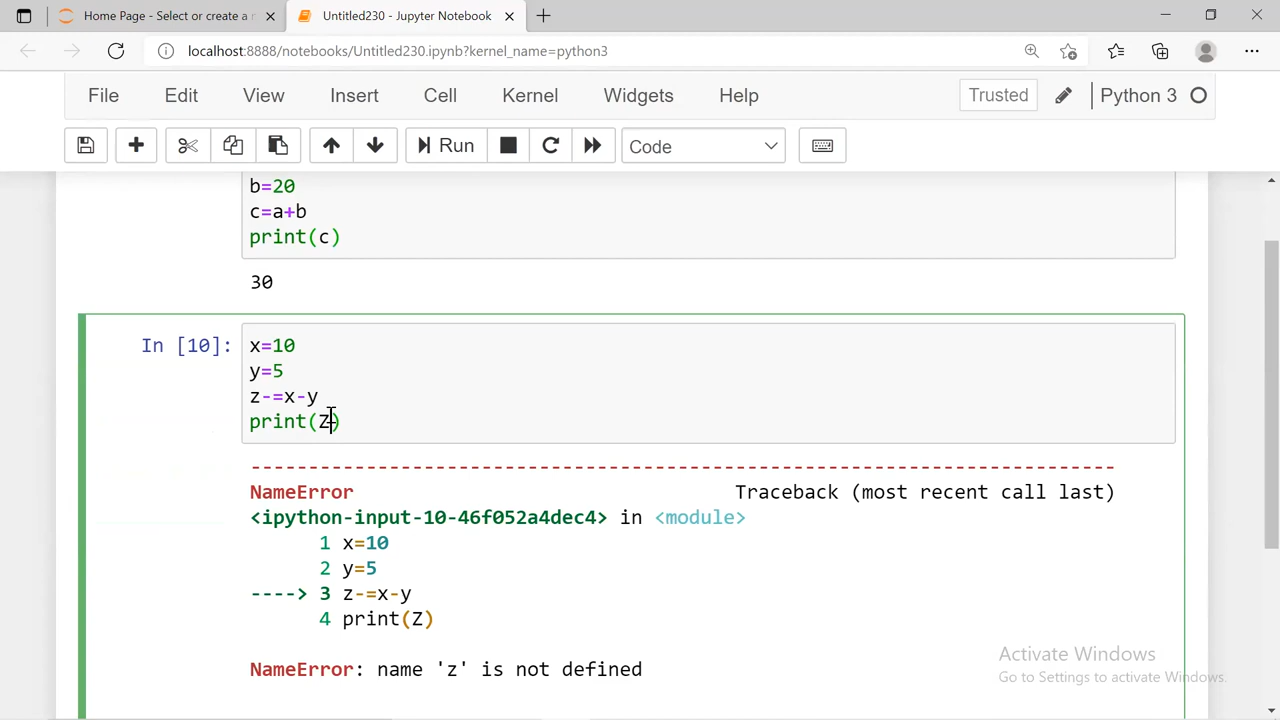 Home Page - Select or create a n
Untitled230 - Jupyter Notebook
localhost:8888/notebooks/Untitled230.ipynb?kernel_name=python3
File Edit View Insert Cell Kernel Widgets Help Trusted Python 3
Run Code
b=20
c=a+b
print(c)
30
In [10]:
x=10
y=5
z-=x-y
print(Z)
---------------------------------------------------------------------------
NameError Traceback (most recent call last)
<ipython-input-10-46f052a4dec4> in <module>
1 x=10
2 y=5
----> 3 z-=x-y
4 print(Z)
NameError: name 'z' is not defined
Activate Windows
Go to Settings to activate Windows.